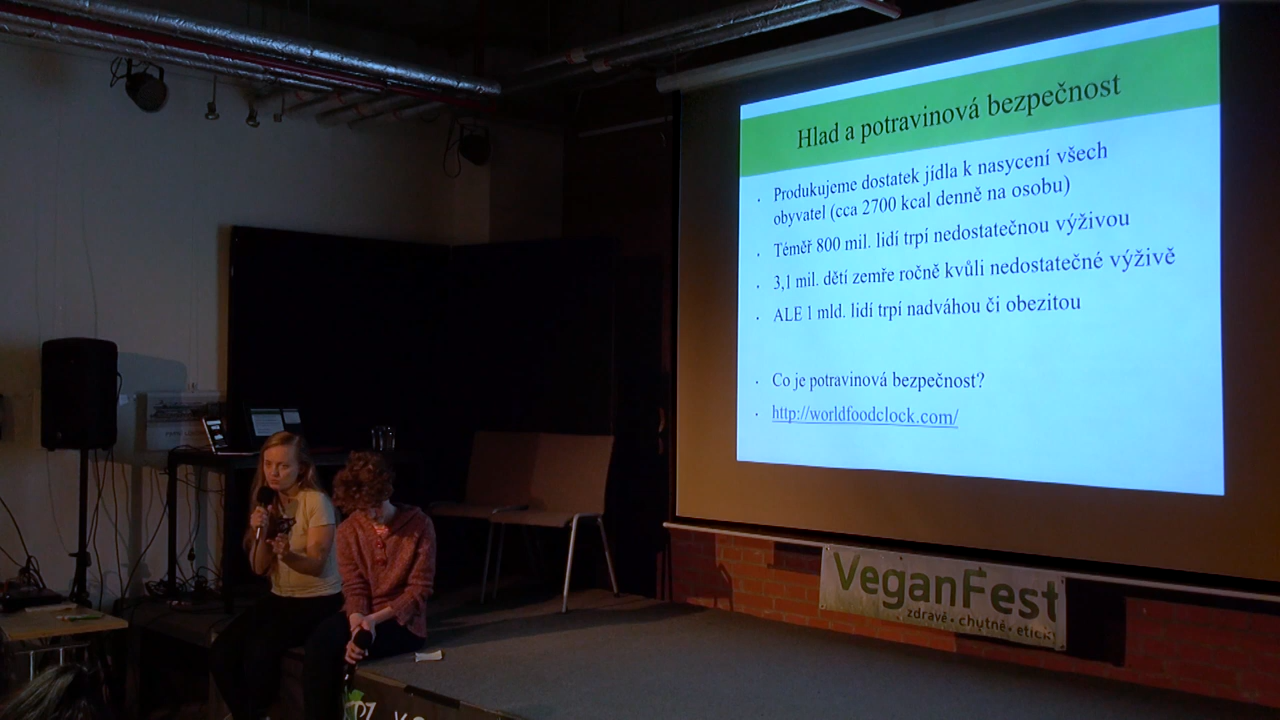 Hlad a potravinová bezpečnost
Produkujeme dostatek jídla k nasycení všech
obyvatel (cca 2700 kcal denně na osobu)
Téměř 800 mil. lidí trpí nedostatečnou výživou
3,1 mil. dětí zemře ročně kvůli nedostatečné výživě
ALE 1 mld. lidí trpí nadváhou či obezitou
Co je potravinová bezpečnost?
http://worldfoodclock.com/
VeganFest
zdravě • chutně • eticky